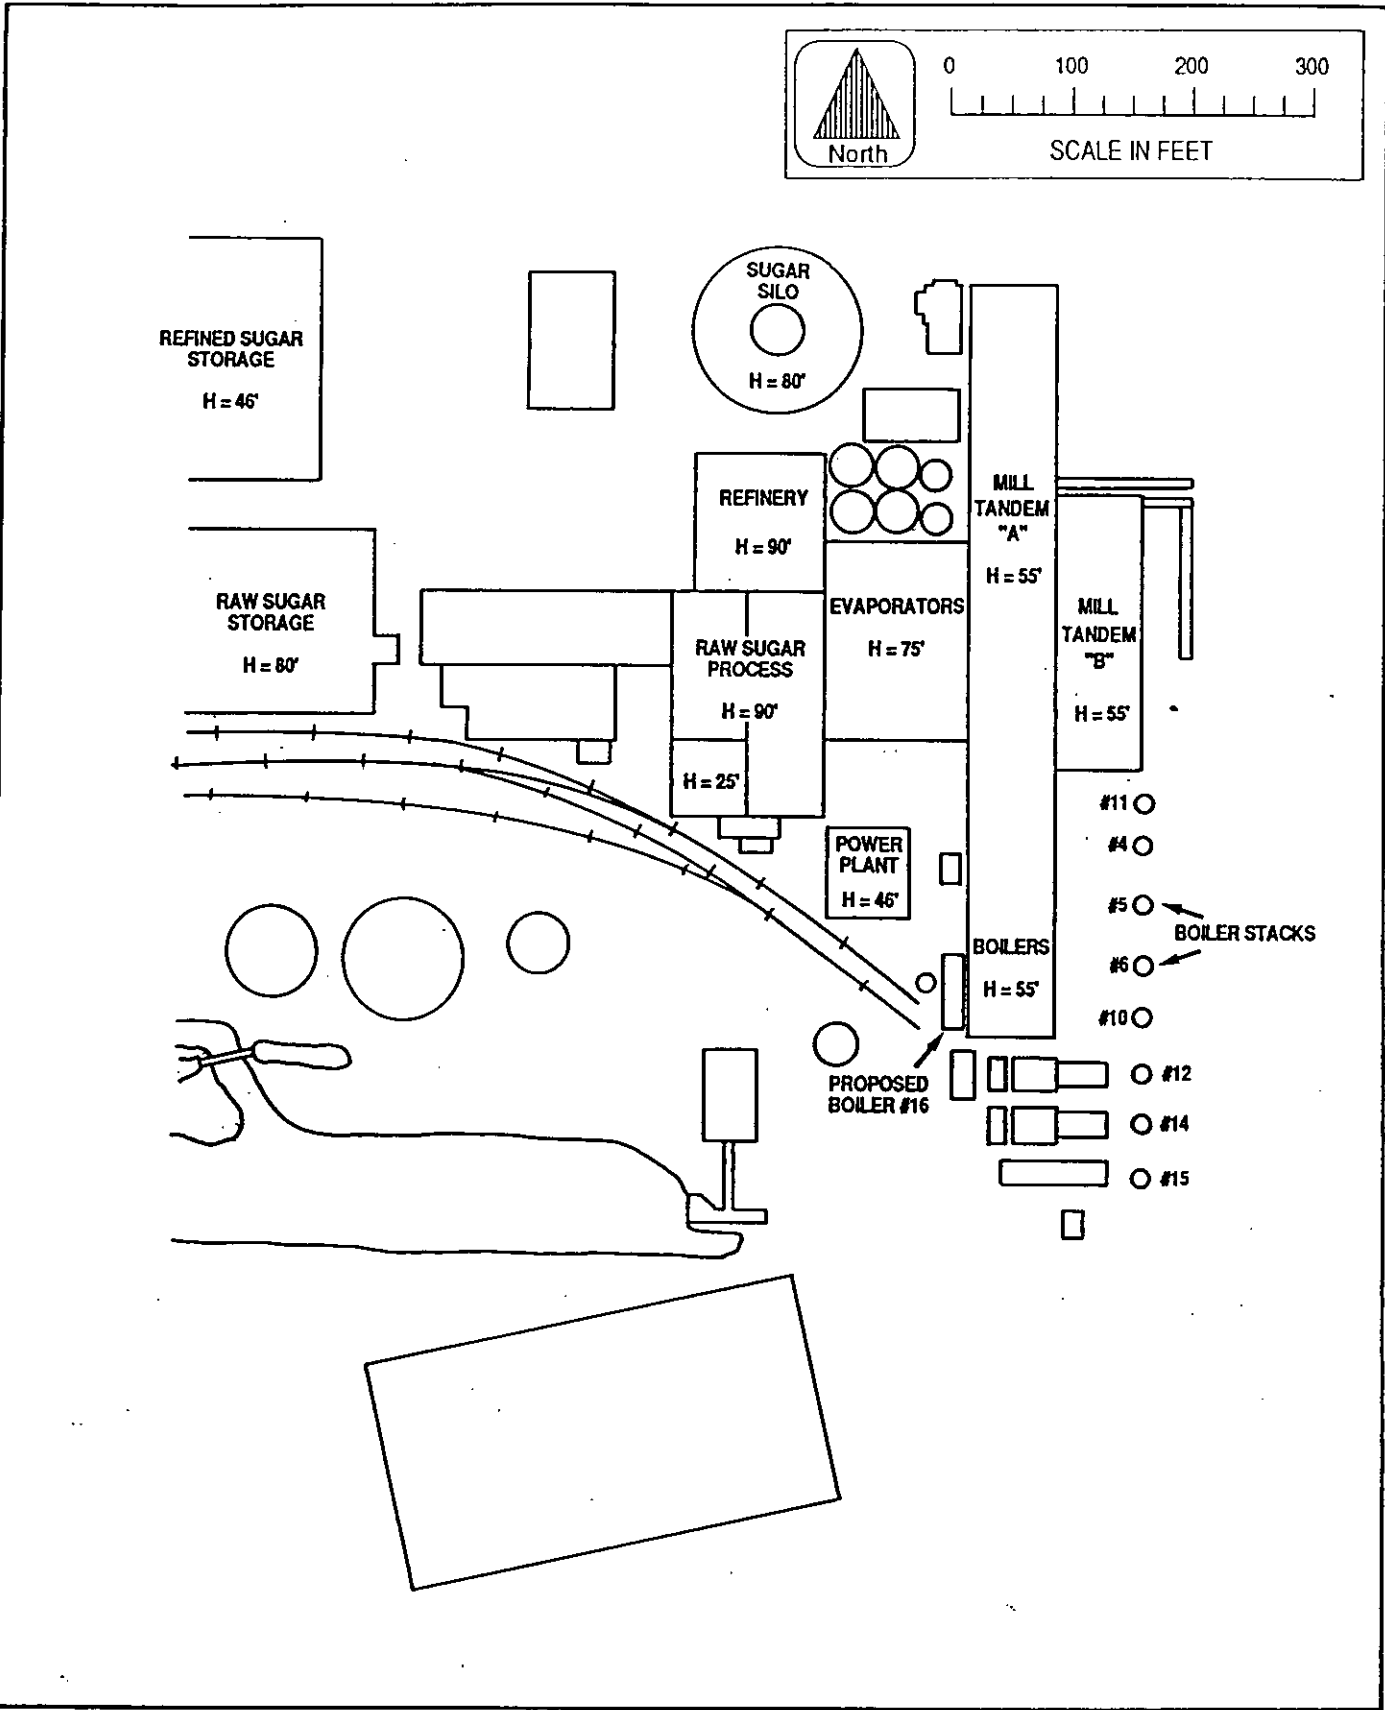 0 100 200 300
North
SCALE IN FEET
SUGAR
SILO
H = 80'
REFINED SUGAR
STORAGE
H = 46'
REFINERY
H = 90'
MILL
TANDEM
"A"
H = 55'
RAW SUGAR
STORAGE
H = 80'
RAW SUGAR
PROCESS
H = 90'
EVAPORATORS
H = 75'
MILL
TANDEM
"B"
H = 55'
H = 25'
POWER
PLANT
H = 46'
#11
#4
#5
BOILER STACKS
#6
BOILERS
H = 55'
#10
PROPOSED
BOILER #16
#12
#14
#15